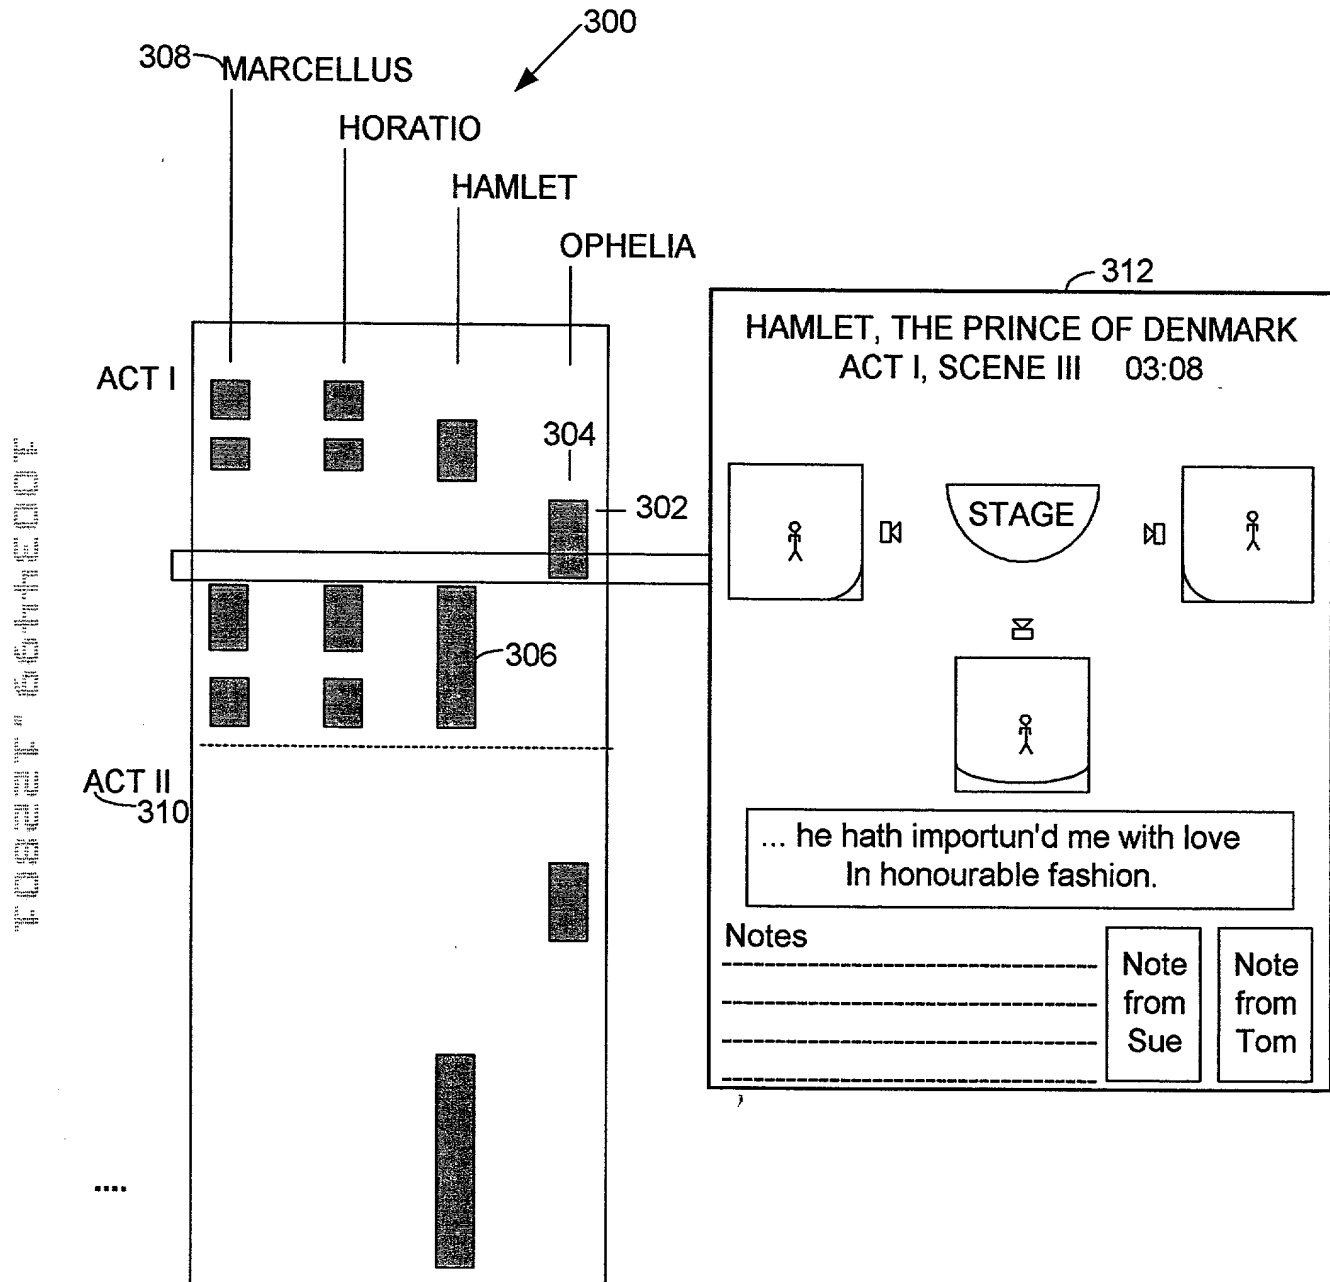 300
308
MARCELLUS
HORATIO
HAMLET
OPHELIA
312
HAMLET, THE PRINCE OF DENMARK
ACT I, SCENE III 03:08
ACT I
304
302
STAGE
306
ACT II
310
... he hath importun'd me with love
In honourable fashion.
Notes
Note
from
Sue
Note
from
Tom
....